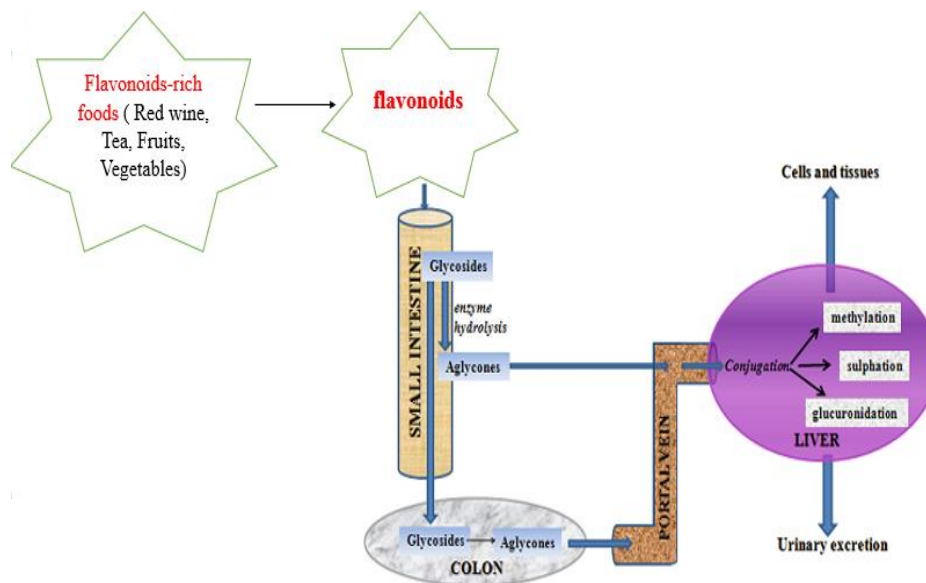 Flavonoids-rich
foods ( Red wine,
Tea, Fruits,
Vegetables)
flavonoids
SMALL INTESTINE
Glycosides
enzyme
hydrolysis
Aglycones
Glycosides
Aglycones
COLON
PORTAL VEIN
Cells and tissues
Conjugation
methylation
sulphation
glucuronidation
LIVER
Urinary excretion